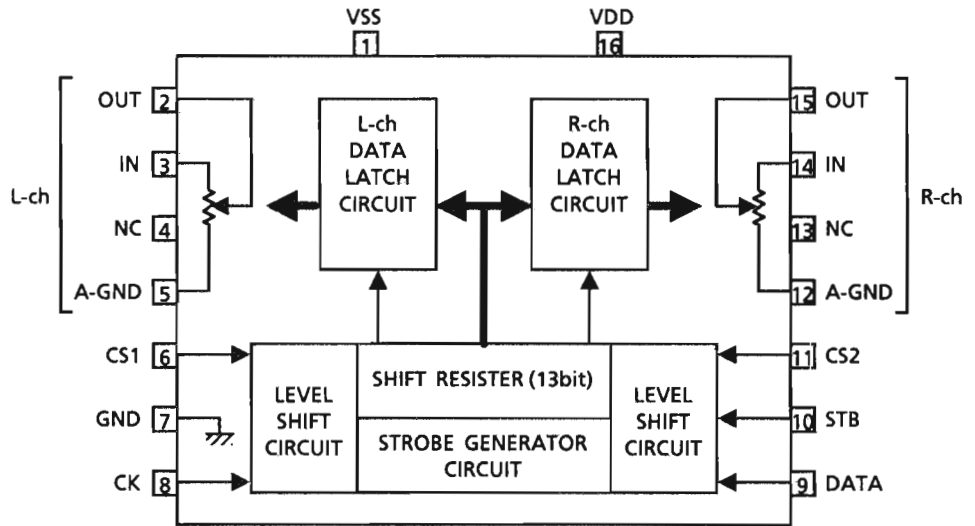 VSS
VDD
1
16
OUT 2
15 OUT
IN 3
14 IN
L-ch
R-ch
NC 4
13 NC
A-GND 5
12 A-GND
L-ch
DATA
LATCH
CIRCUIT
R-ch
DATA
LATCH
CIRCUIT
CS1 6
11 CS2
GND 7
10 STB
CK 8
9 DATA
LEVEL
SHIFT
CIRCUIT
SHIFT RESISTER (13bit)
STROBE GENERATOR
CIRCUIT
LEVEL
SHIFT
CIRCUIT